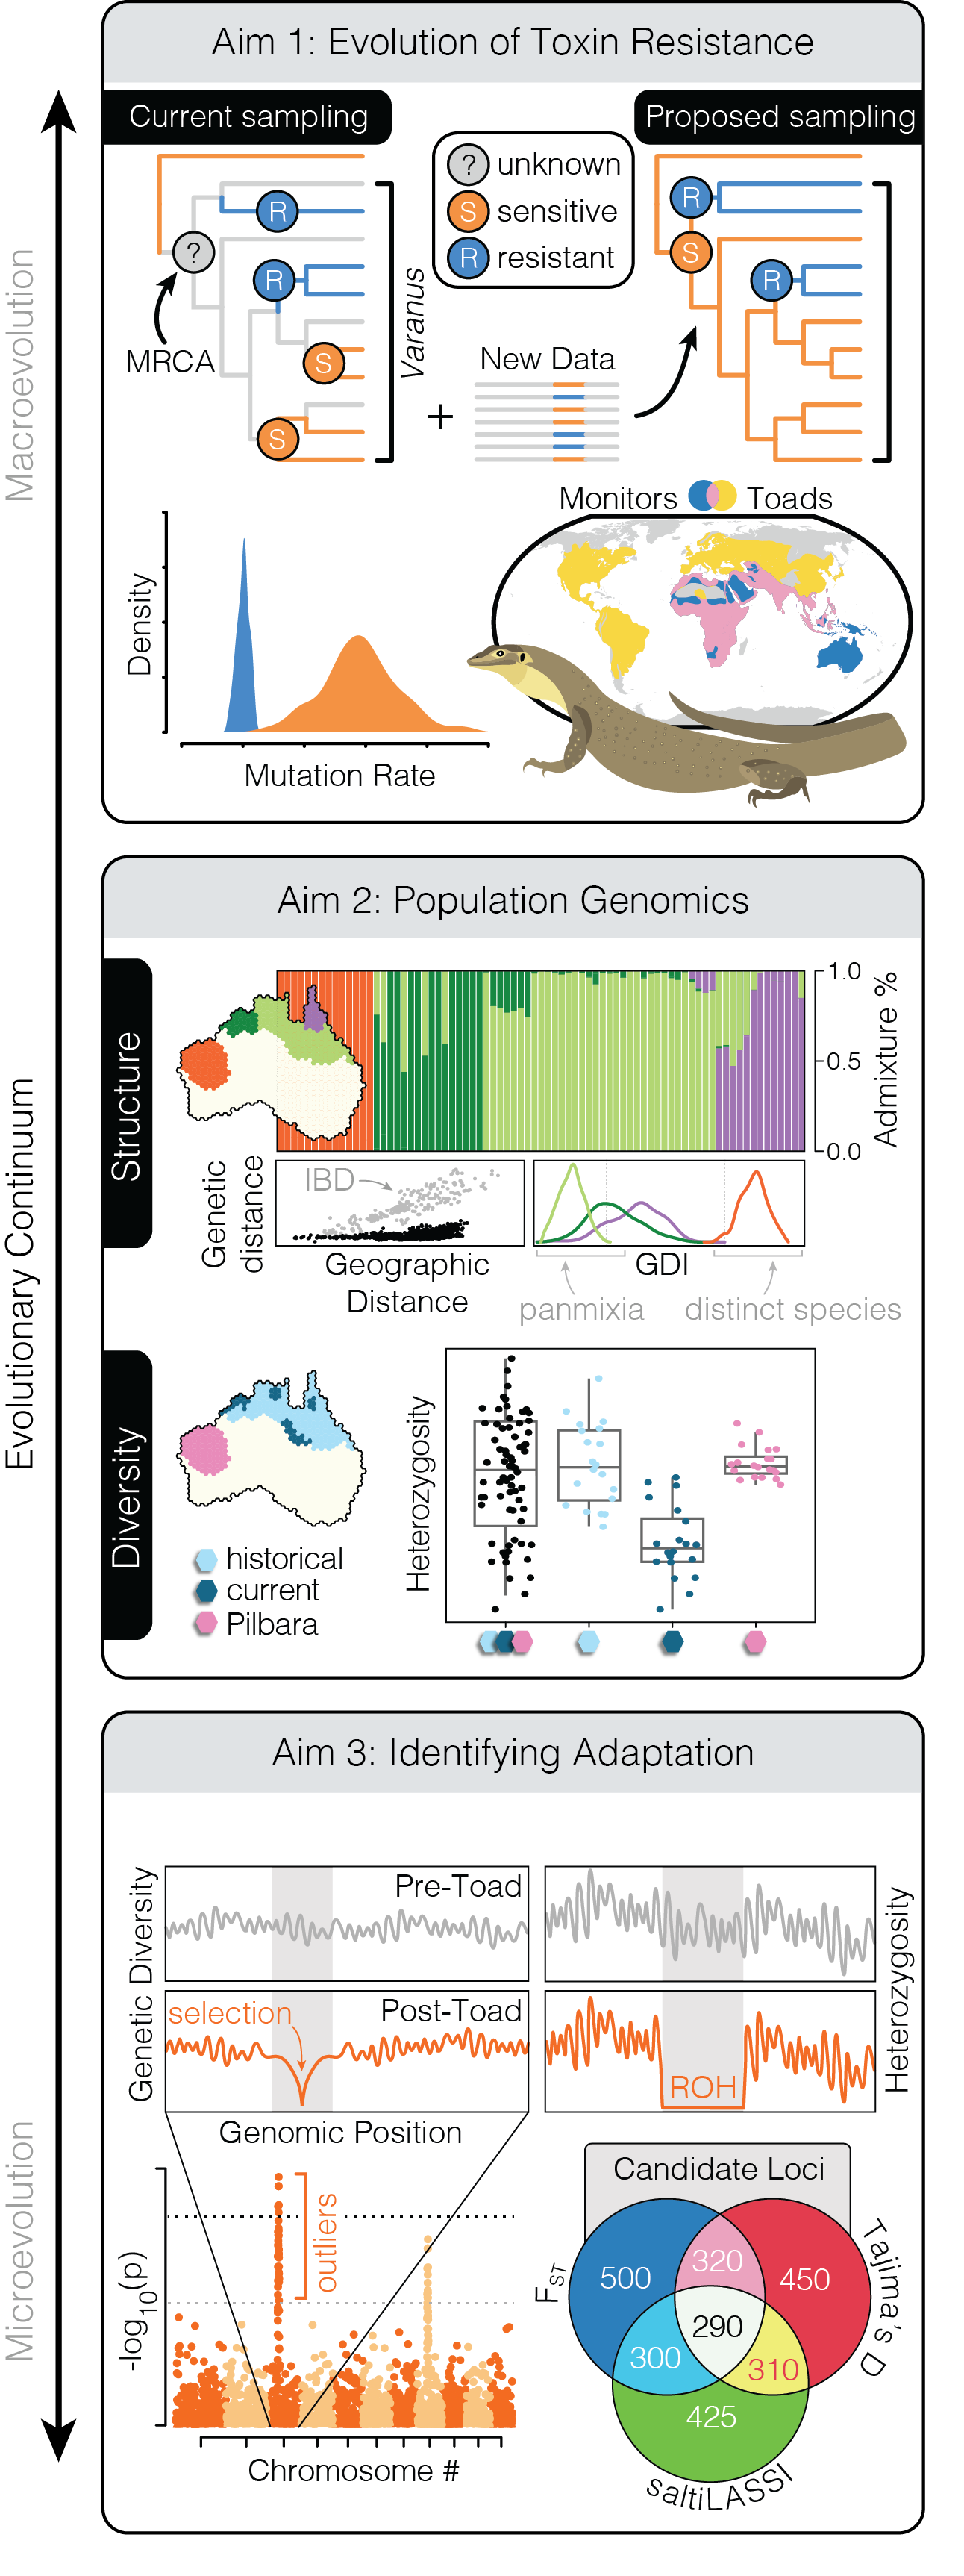 Evolutionary Continuum
Macroevolution
Microevolution
Aim 1: Evolution of Toxin Resistance
Current sampling
Proposed sampling
? unknown
S sensitive
R resistant
R
?
R
S
S
MRCA
Varanus
+
New Data
R
S
R
Monitors
Toads
Density
Mutation Rate
Aim 2: Population Genomics
Structure
1.0
0.5
0.0
Admixture %
Genetic
distance
IBD
Geographic
Distance
GDI
panmixia
distinct species
Diversity
historical
current
Pilbara
Heterozygosity
Aim 3: Identifying Adaptation
Genetic Diversity
Pre-Toad
selection
Post-Toad
Genomic Position
Heterozygosity
ROH
-log10(p)
outliers
Chromosome #
Candidate Loci
FST
Tajima's D
saltiLASSI
500
320
450
290
300
310
425